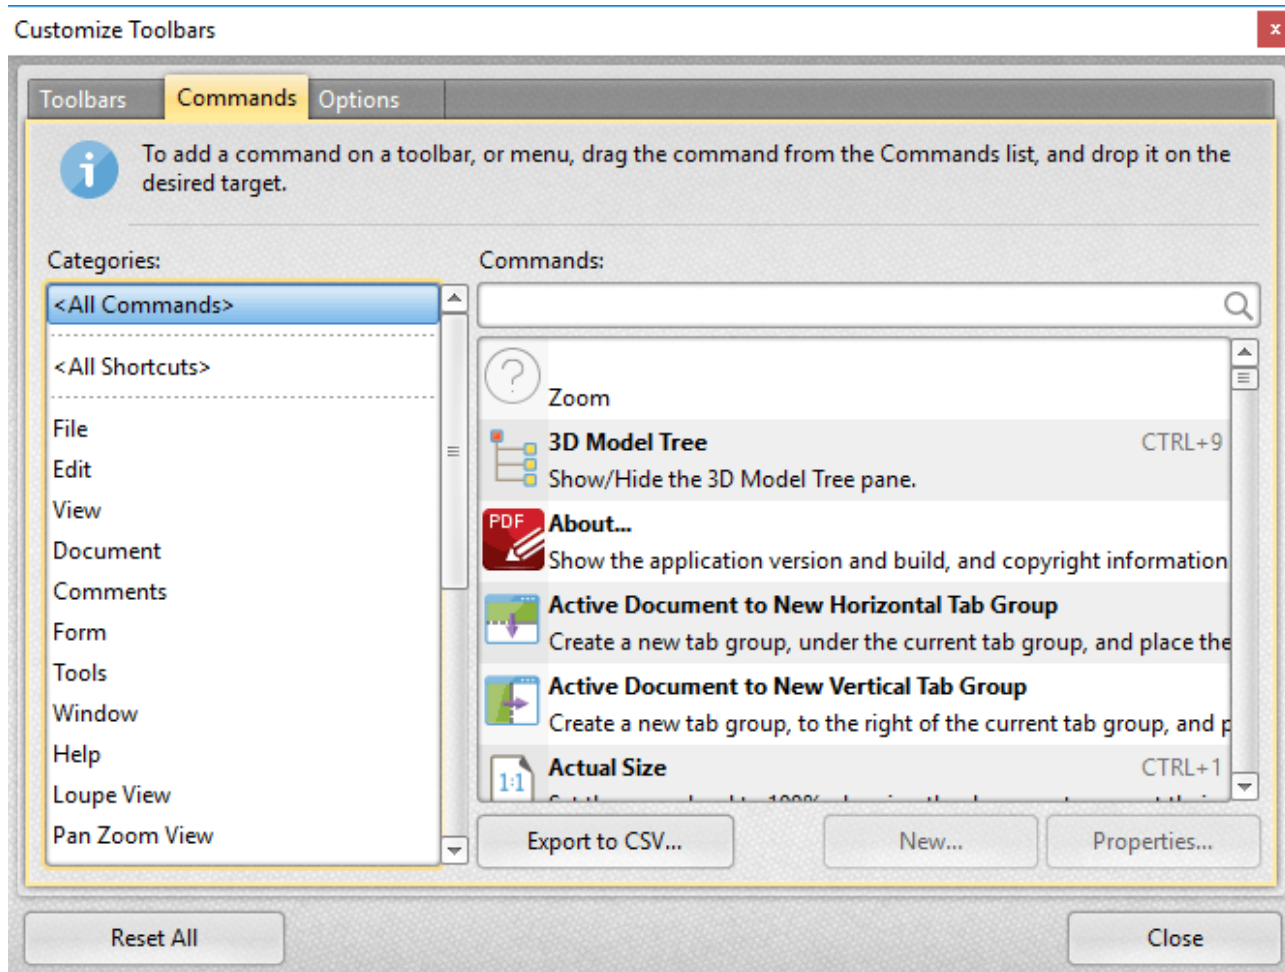 Customize Toolbars
x
Toolbars Commands Options
To add a command on a toolbar, or menu, drag the command from the Commands list, and drop it on the
desired target.
Categories:
<All Commands>
<All Shortcuts>
File
Edit
View
Document
Comments
Form
Tools
Window
Help
Loupe View
Pan Zoom View
Commands:
Zoom
3D Model Tree CTRL+9
Show/Hide the 3D Model Tree pane.
PDF
About...
Show the application version and build, and copyright information
Active Document to New Horizontal Tab Group
Create a new tab group, under the current tab group, and place the
Active Document to New Vertical Tab Group
Create a new tab group, to the right of the current tab group, and p
1:1
Actual Size CTRL+1
Export to CSV... New... Properties...
Reset All Close